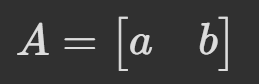 A = [a b]